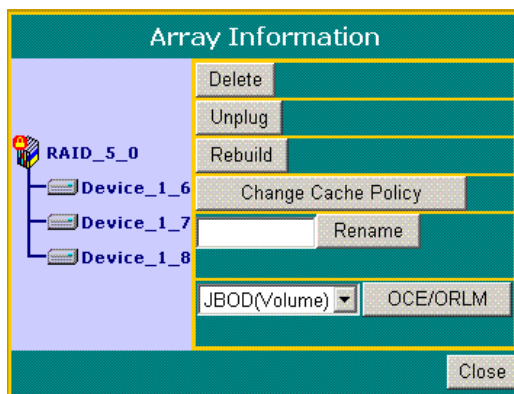 Array Information
Delete
Unplug
RAID_5_0
Rebuild
Device_1_6
Change Cache Policy
Device_1_7
Rename
Device_1_8
JBOD(Volume)
OCE/ORLM
Close